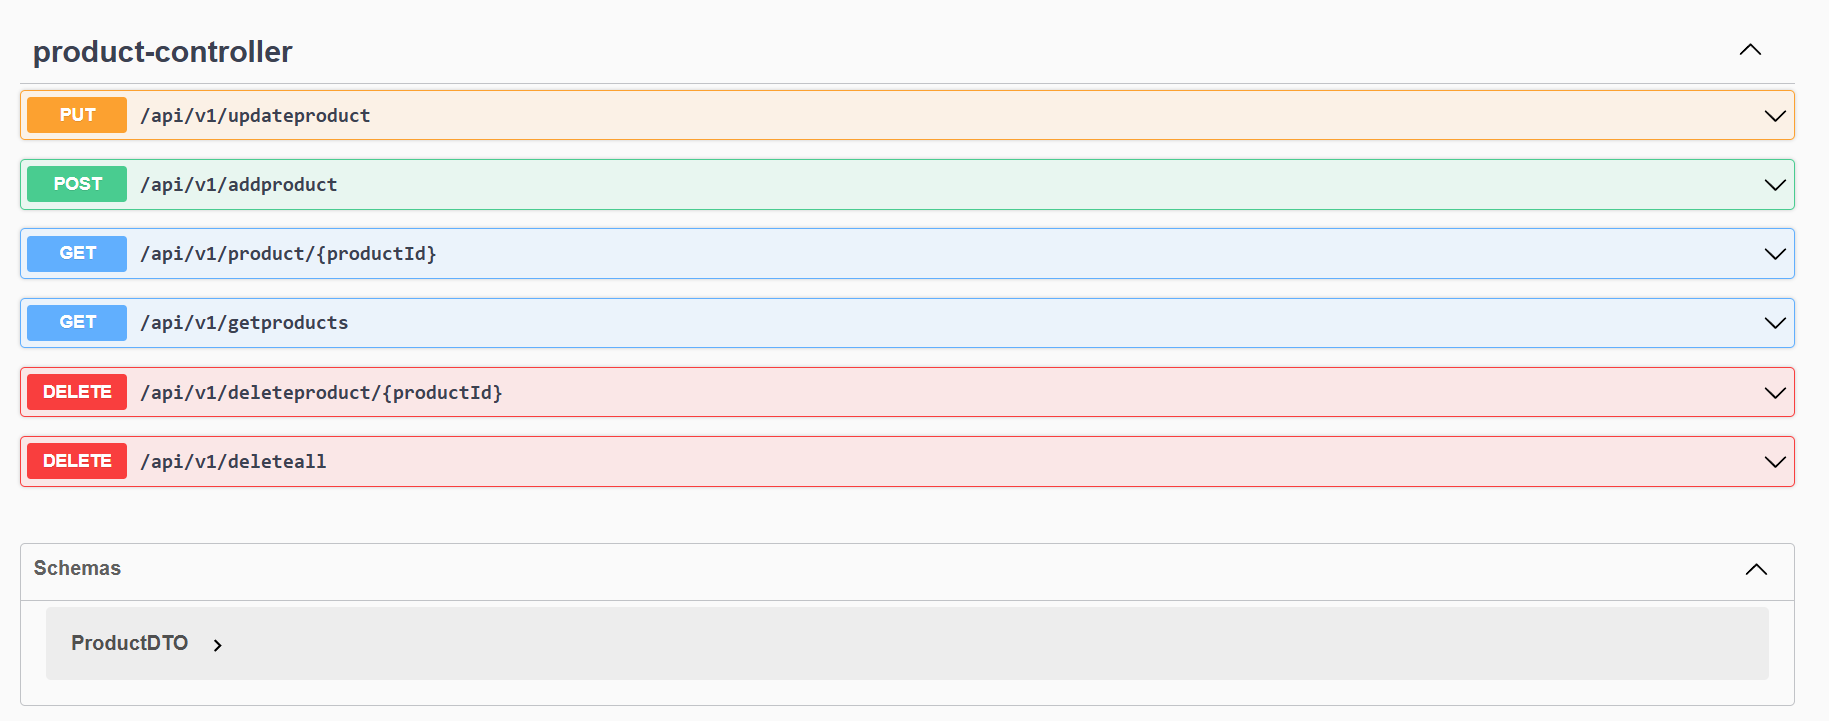 product-controller
PUT /api/v1/updateproduct
POST /api/v1/addproduct
GET /api/v1/product/{productId}
GET /api/v1/getproducts
DELETE /api/v1/deleteproduct/{productId}
DELETE /api/v1/deleteall
Schemas
ProductDTO